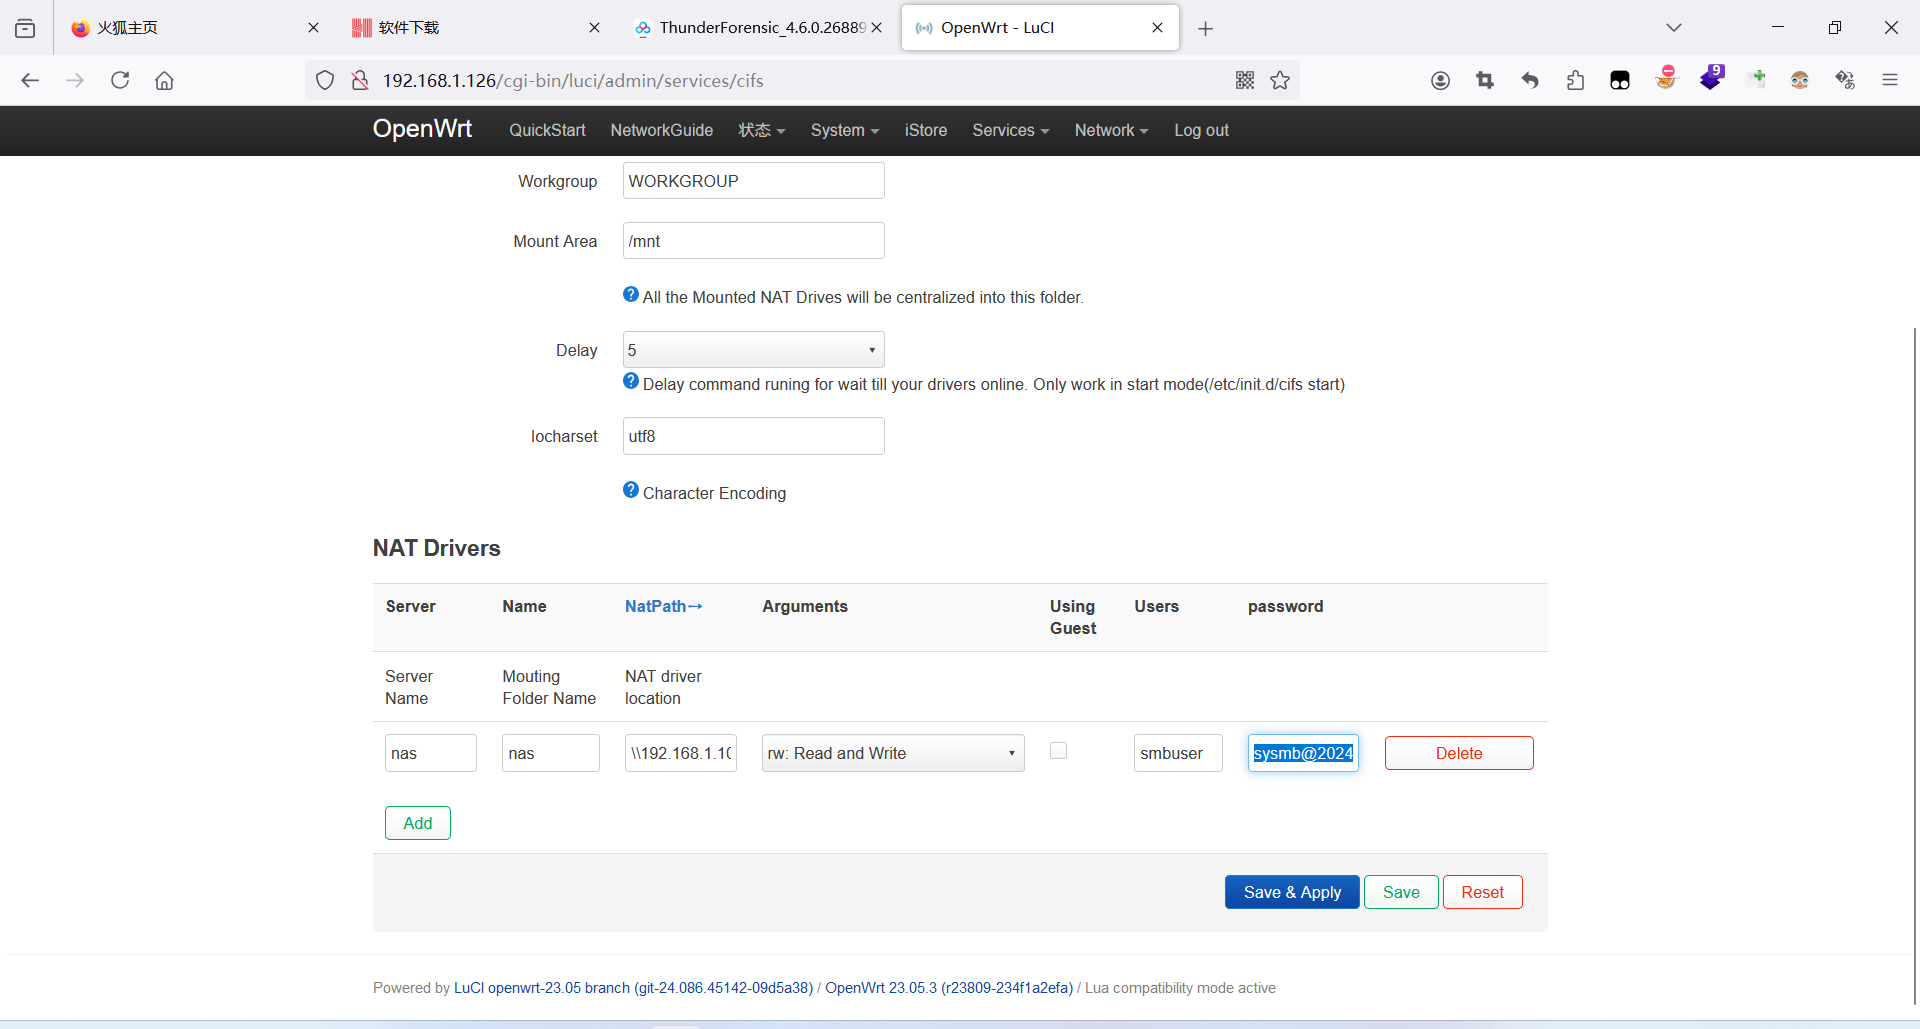 火狐主页
软件下载
ThunderForensic_4.6.0.26889
OpenWrt - LuCI
192.168.1.126/cgi-bin/luci/admin/services/cifs
9
OpenWrt QuickStart NetworkGuide 状态 System iStore Services Network Log out
Workgroup WORKGROUP
Mount Area /mnt
All the Mounted NAT Drives will be centralized into this folder.
Delay 5
Delay command runing for wait till your drivers online. Only work in start mode(/etc/init.d/cifs start)
Iocharset utf8
Character Encoding
NAT Drivers
Server Name NatPath Arguments Using Guest Users password
Server Name Mouting Folder Name NAT driver location
nas nas \\192.168.1.10 rw: Read and Write smbuser sysmb@2024 Delete
Add
Save & Apply Save Reset
Powered by LuCI openwrt-23.05 branch (git-24.086.45142-09d5a38) / OpenWrt 23.05.3 (r23809-234f1a2efa) / Lua compatibility mode active